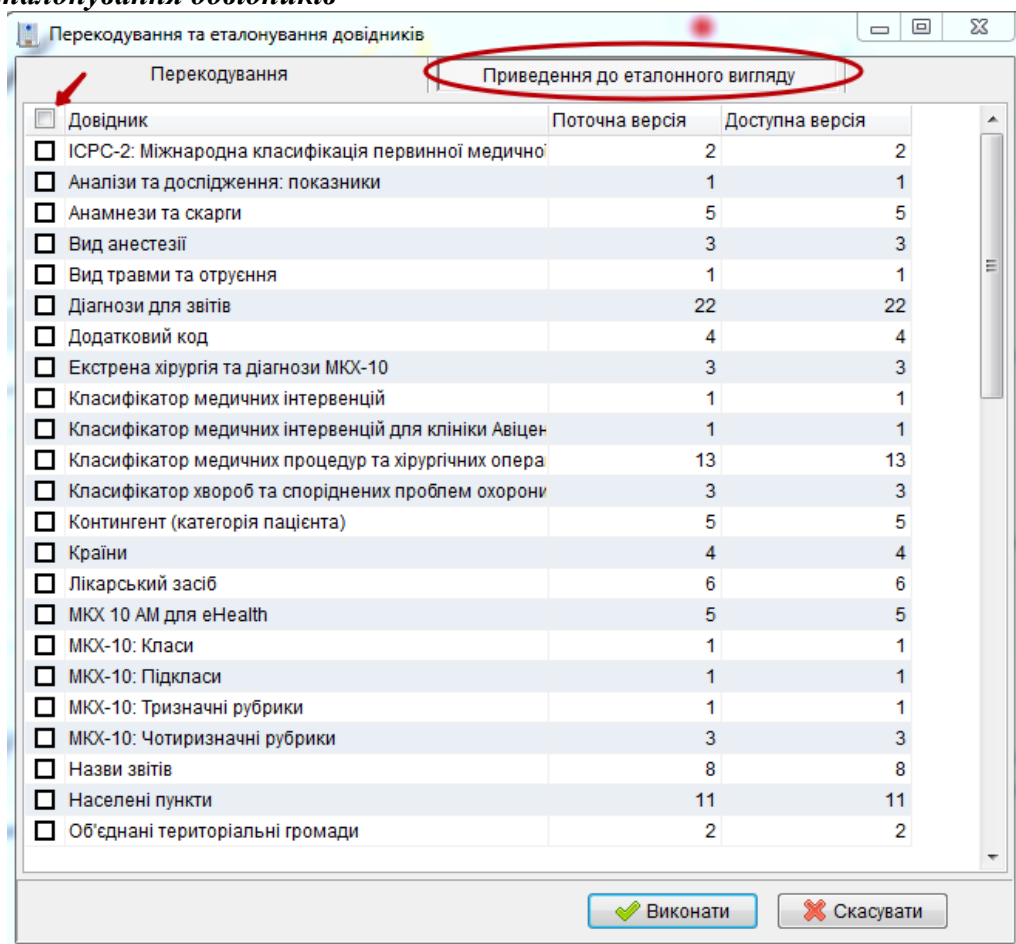 довідників
Перекодування та еталонування довідників
Перекодування Приведення до еталонного вигляду
Довідник Поточна версія Доступна версія
ICPC-2: Міжнародна класифікація первинної медичної 2 2
Аналізи та дослідження: показники 1 1
Анамнези та скарги 5 5
Вид анестезії 3 3
Вид травми та отруєння 1 1
Діагнози для звітів 22 22
Додатковий код 4 4
Екстрена хірургія та діагнози МКХ-10 3 3
Класифікатор медичних інтервенцій 1 1
Класифікатор медичних інтервенцій для клініки Авіцен 1 1
Класифікатор медичних процедур та хірургічних опера 13 13
Класифікатор хвороб та споріднених проблем охорони 3 3
Контингент (категорія пацієнта) 5 5
Країни 4 4
Лікарський засіб 6 6
МКХ 10 АМ для eHealth 5 5
МКХ-10: Класи 1 1
МКХ-10: Підкласи 1 1
МКХ-10: Тризначні рубрики 1 1
МКХ-10: Чотиризначні рубрики 3 3
Назви звітів 8 8
Населені пункти 11 11
Об'єднані територіальні громади 2 2
Виконати Скасувати